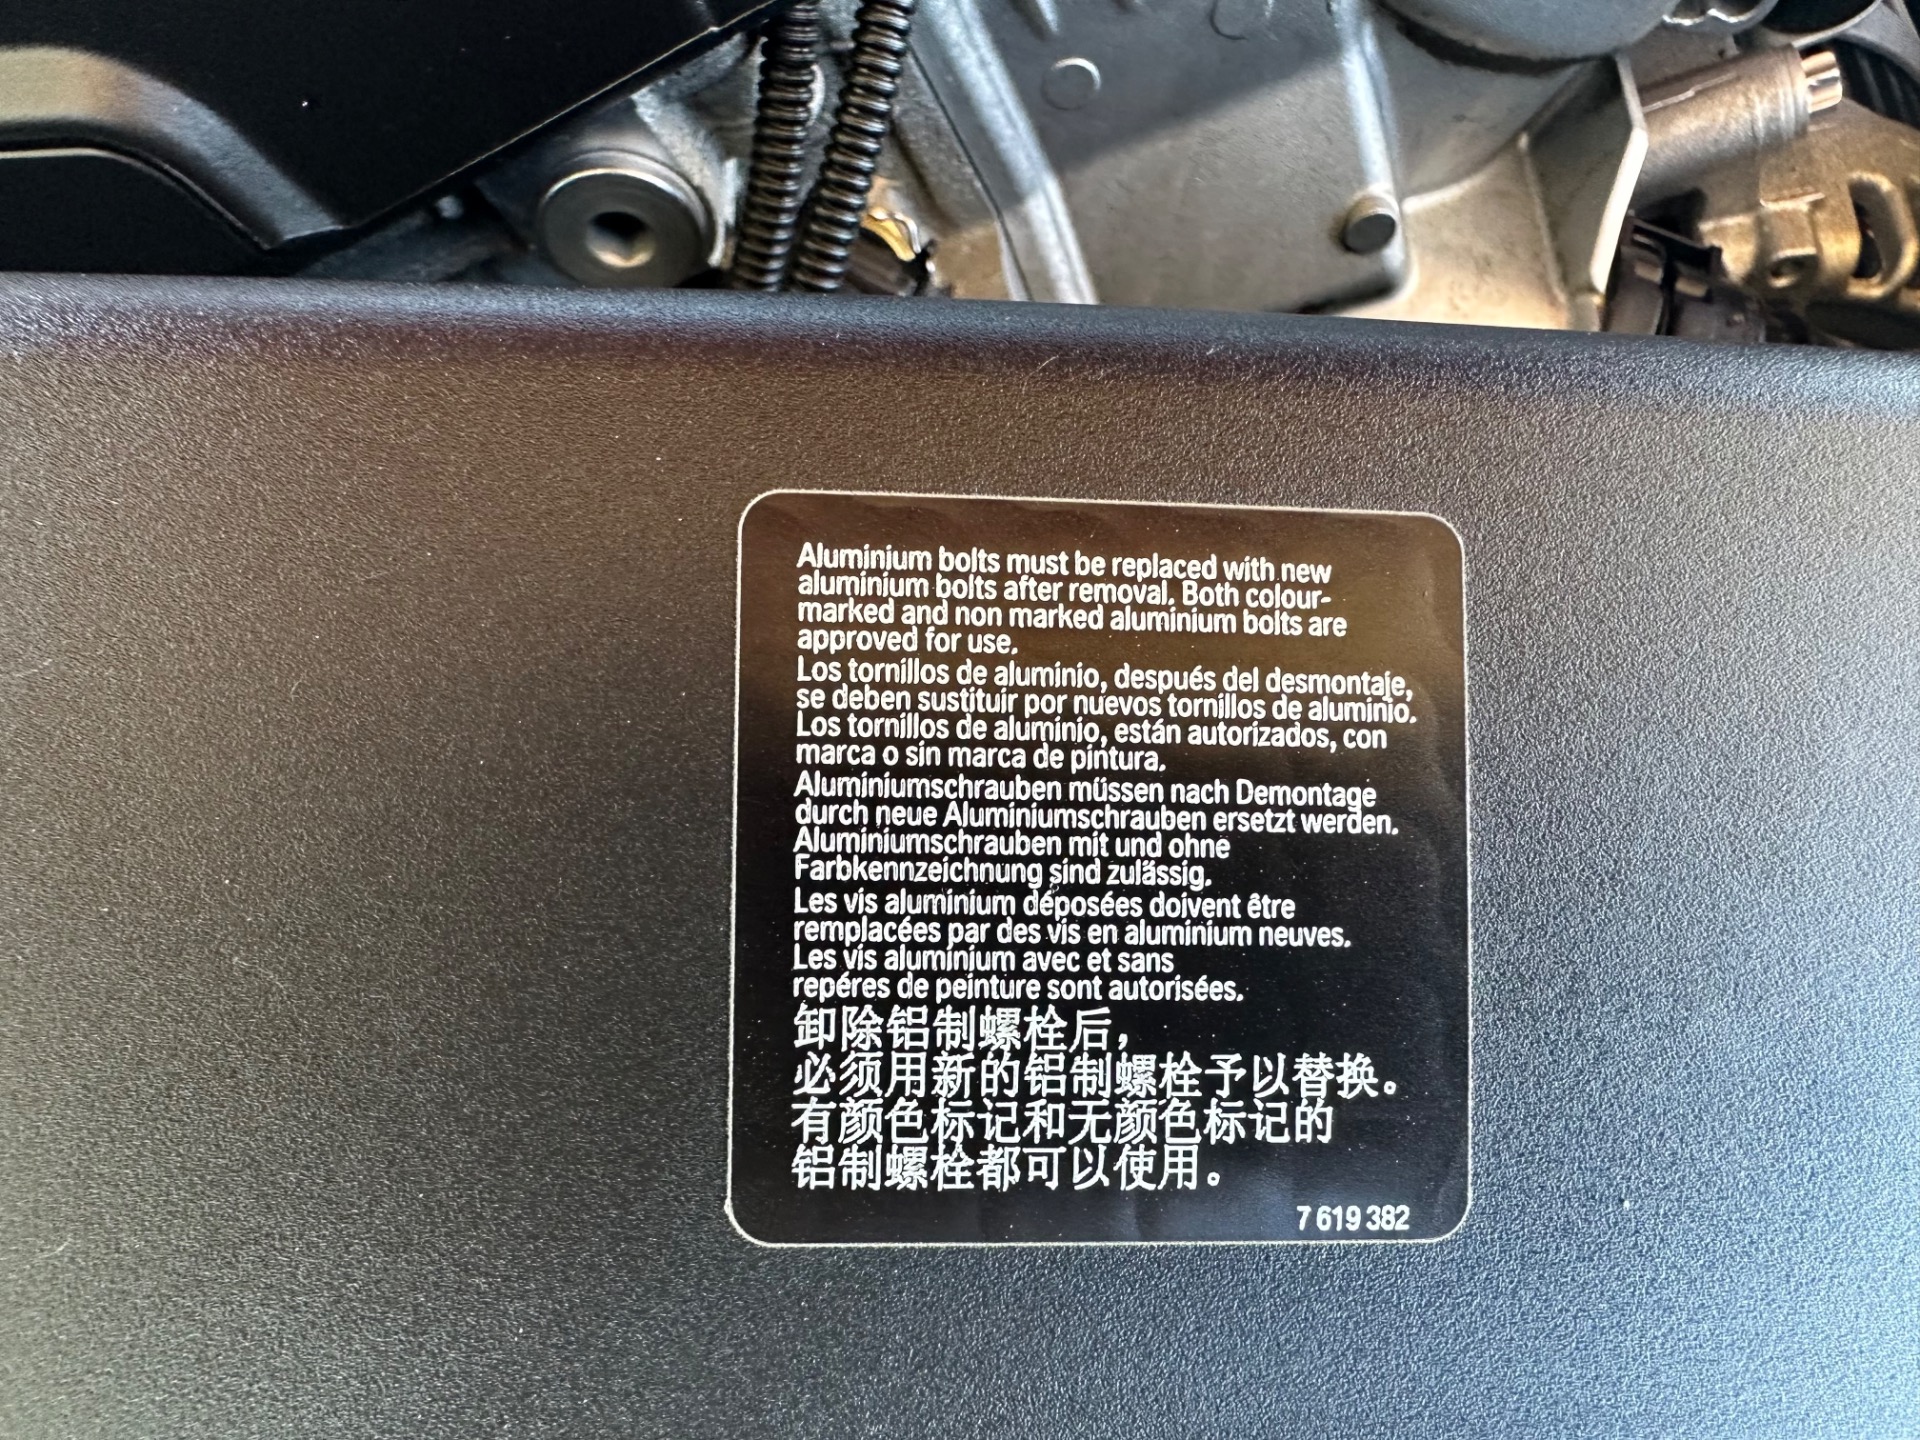 Aluminium bolts must be replaced with new
aluminium bolts after removal. Both colour-
marked and non marked aluminium bolts are
approved for use.
Los tornillos de aluminio, después del desmontaje,
se deben sustituir por nuevos tornillos de aluminio.
Los tornillos de aluminio, están autorizados, con
marca o sin marca de pintura.
Aluminiumschrauben müssen nach Demontage
durch neue Aluminiumschrauben ersetzt werden.
Aluminiumschrauben mit und ohne
Farbkennzeichnung sind zulässig.
Les vis aluminium déposées doivent être
remplacées par des vis en aluminium neuves.
Les vis aluminium avec et sans
repéres de peinture sont autorisées.
卸除铝制螺栓后，
必须用新的铝制螺栓予以替换。
有颜色标记和无颜色标记的
铝制螺栓都可以使用。
7 619 382